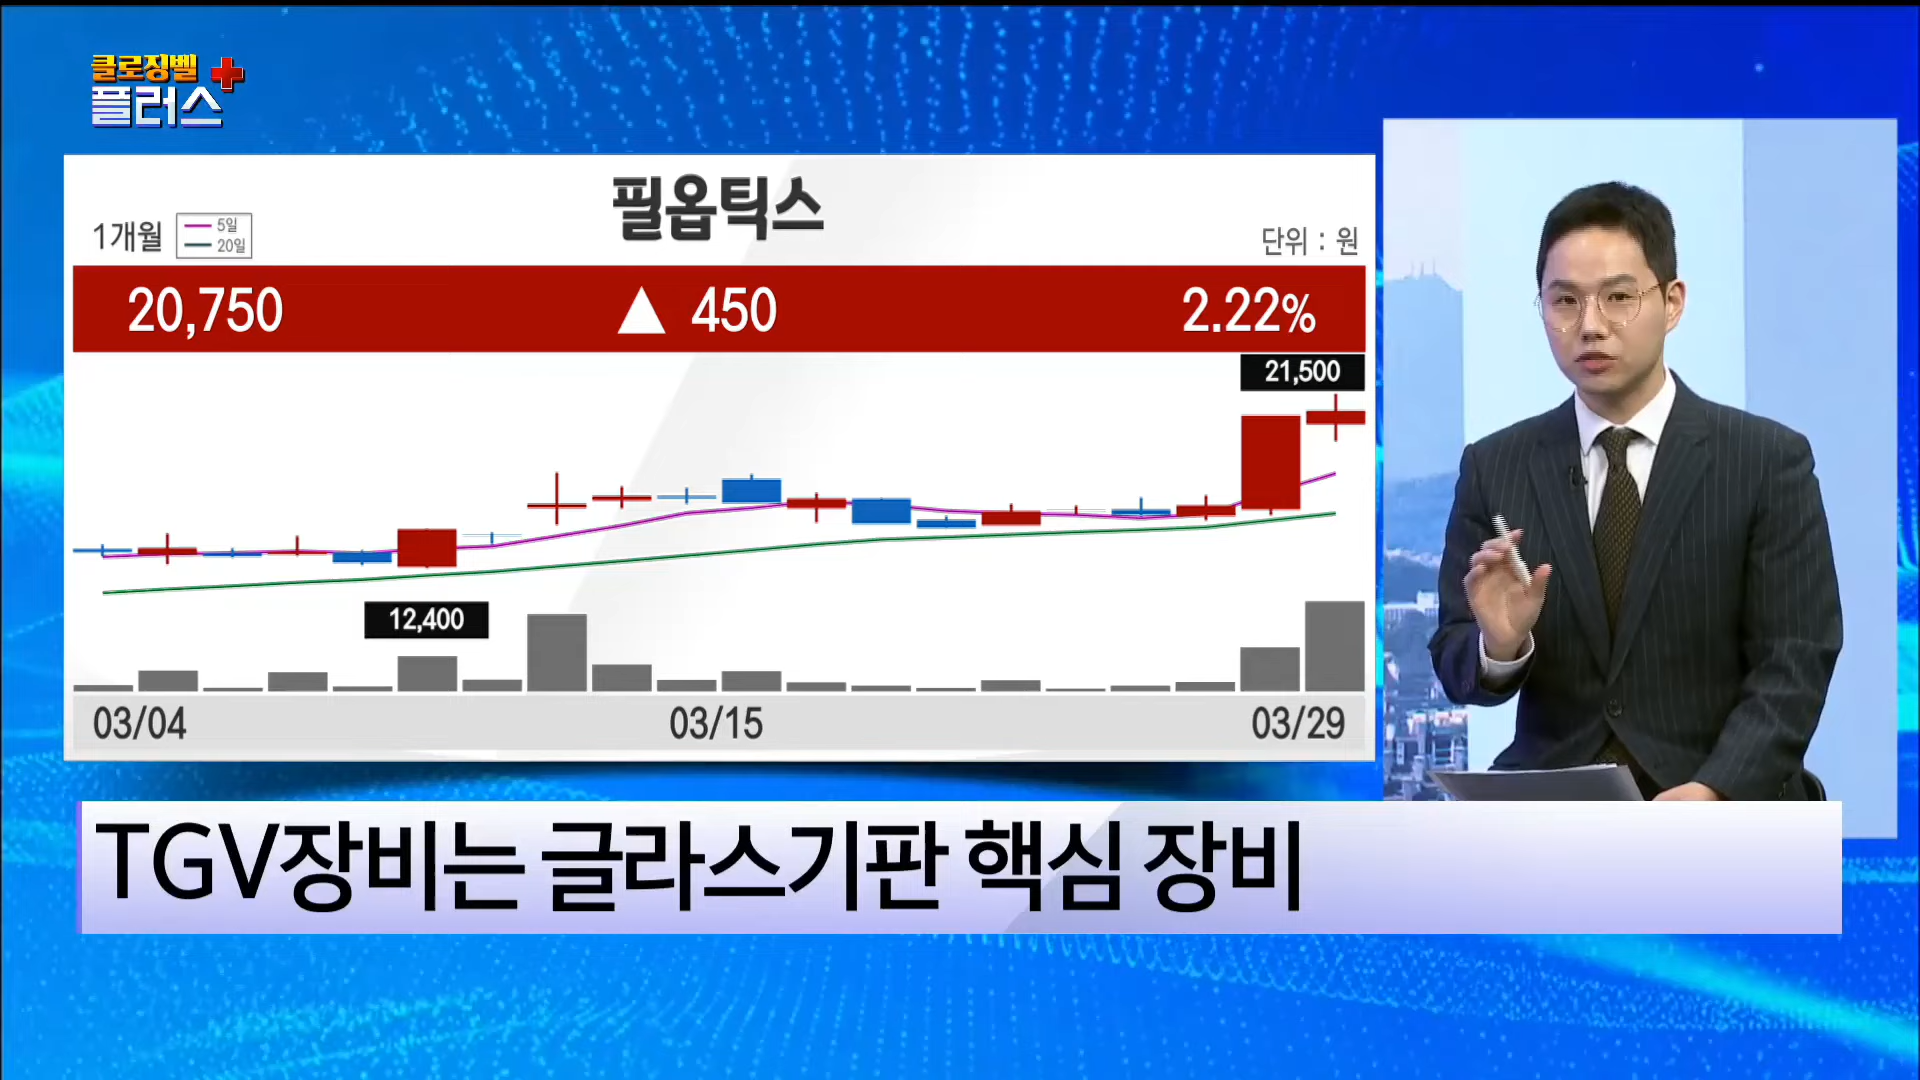 클로징벨
플러스
필옵틱스
1개월
5일
20일
단위 : 원
20,750 ▲ 450 2.22%
21,500
12,400
03/04 03/15 03/29
TGV장비는 글라스기판 핵심 장비